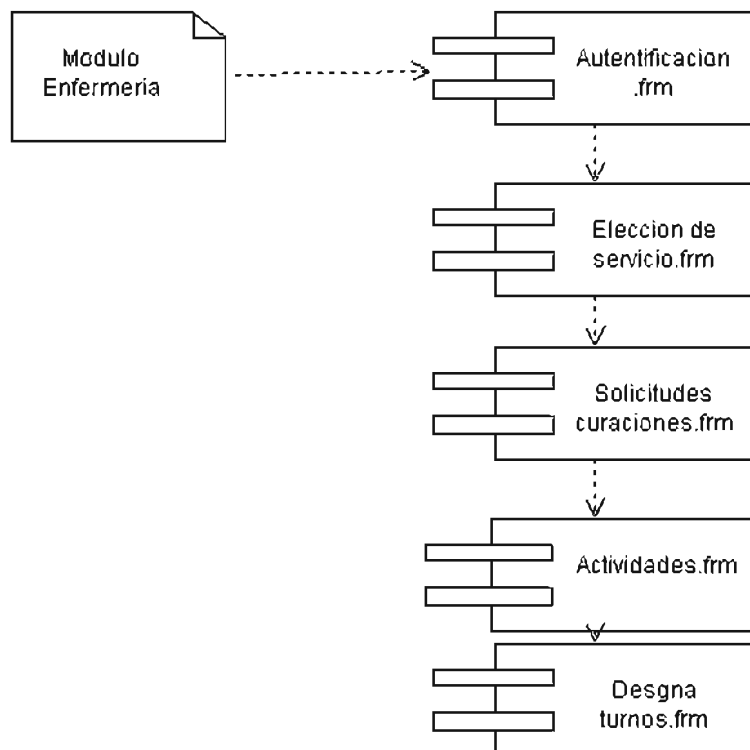 Modulo
Enfermeria
Autentificacion
.frm
Eleccion de
servicio.frm
Solicitudes
curaciones.frm
Actividades.frm
Desgna
turnos.frm